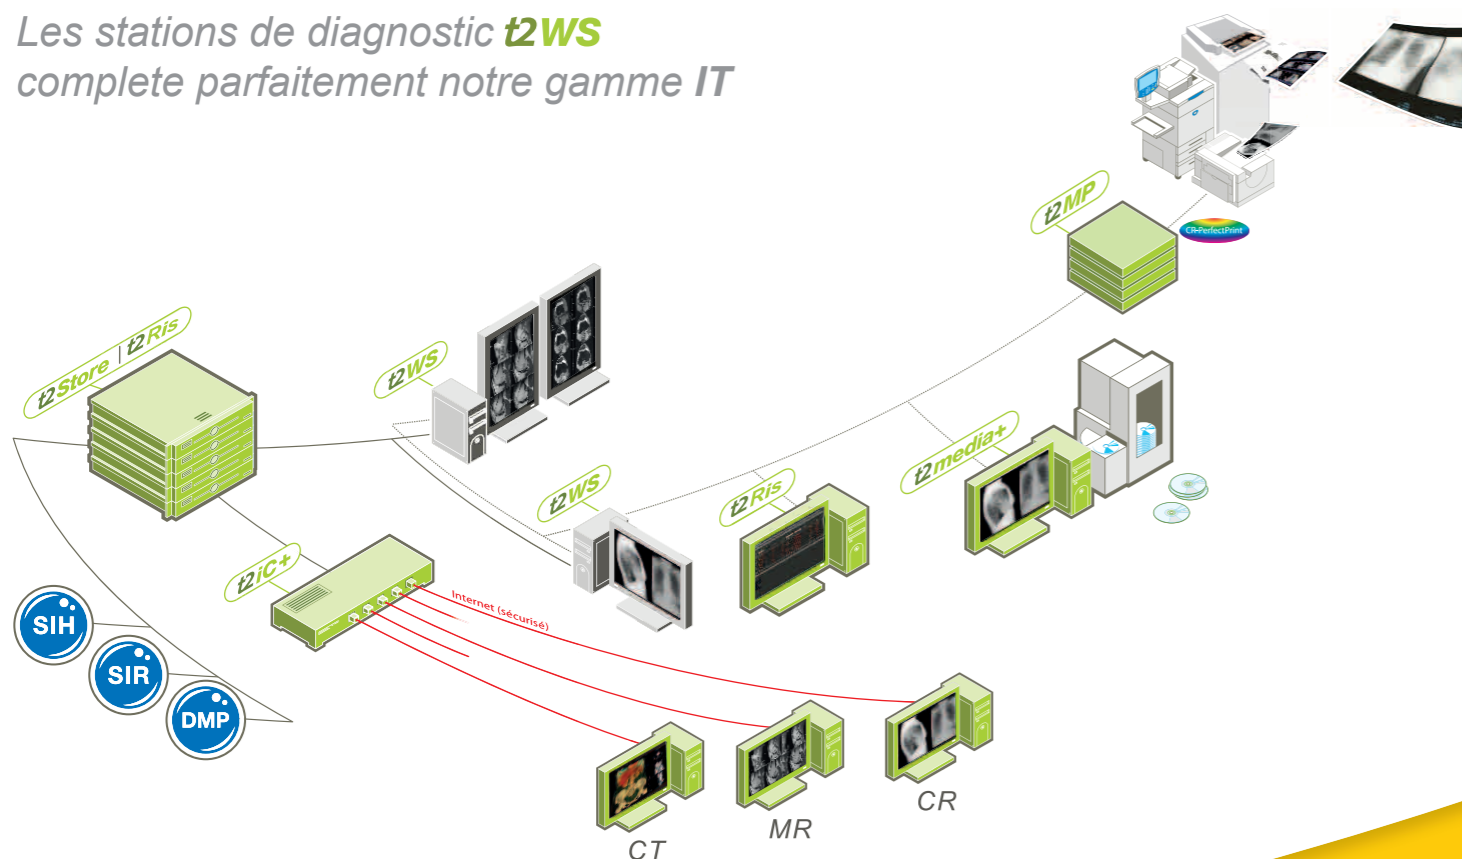 Les stations de diagnostic t2WS
complete parfaitement notre gamme IT
t2MP
CR-PerfectPrint
t2Store | t2Ris
t2WS
t2media+
t2WS
t2Ris
t2iC+
Internet (sécurisé)
SIH
SIR
DMP
CR
MR
CT